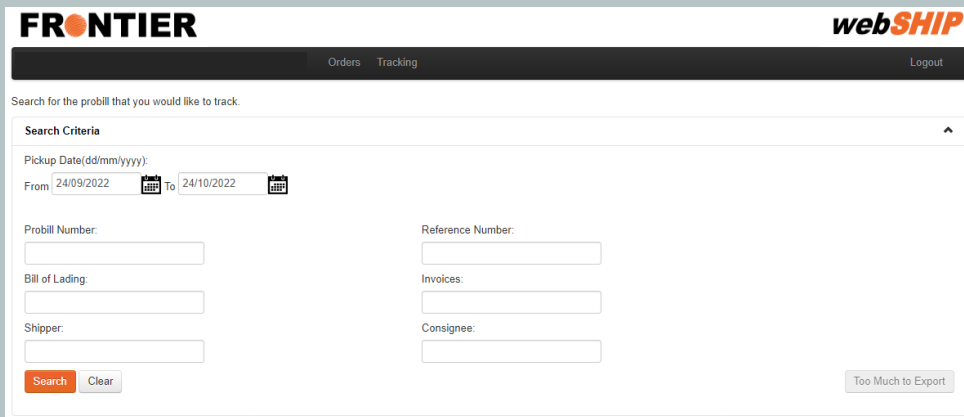 FRONTIER
webSHIP
Orders Tracking Logout
Search for the probill that you would like to track.
Search Criteria
Pickup Date(dd/mm/yyyy):
From 24/09/2022 To 24/10/2022
Probill Number: Reference Number:
Bill of Lading: Invoices:
Shipper: Consignee:
Search Clear Too Much to Export